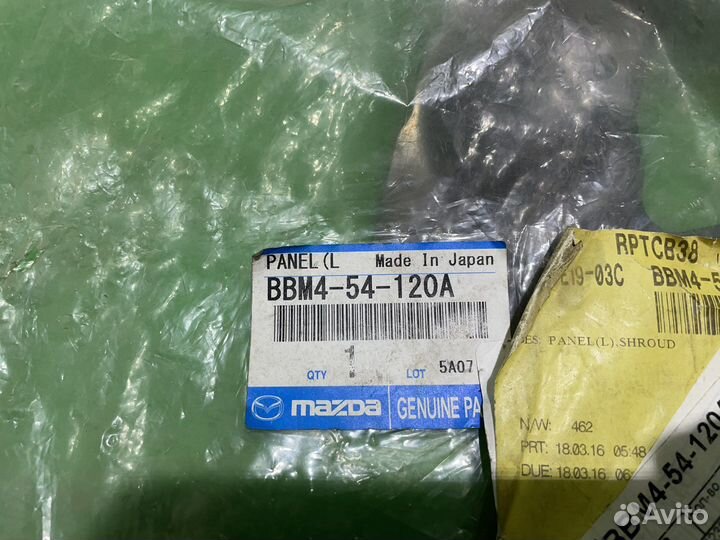 PANEL(L Made In Japan
BBM4-54-120A
QTY 1 LOT 5A07
mazda GENUINE PA
RPTCB38
E19-03C BBM4-5
DES: PANEL(L),SHROUD
N/W: 462
PRT: 18.03.16 05:48
DUE: 18.03.16 06
BBM4-54-120A
Avito